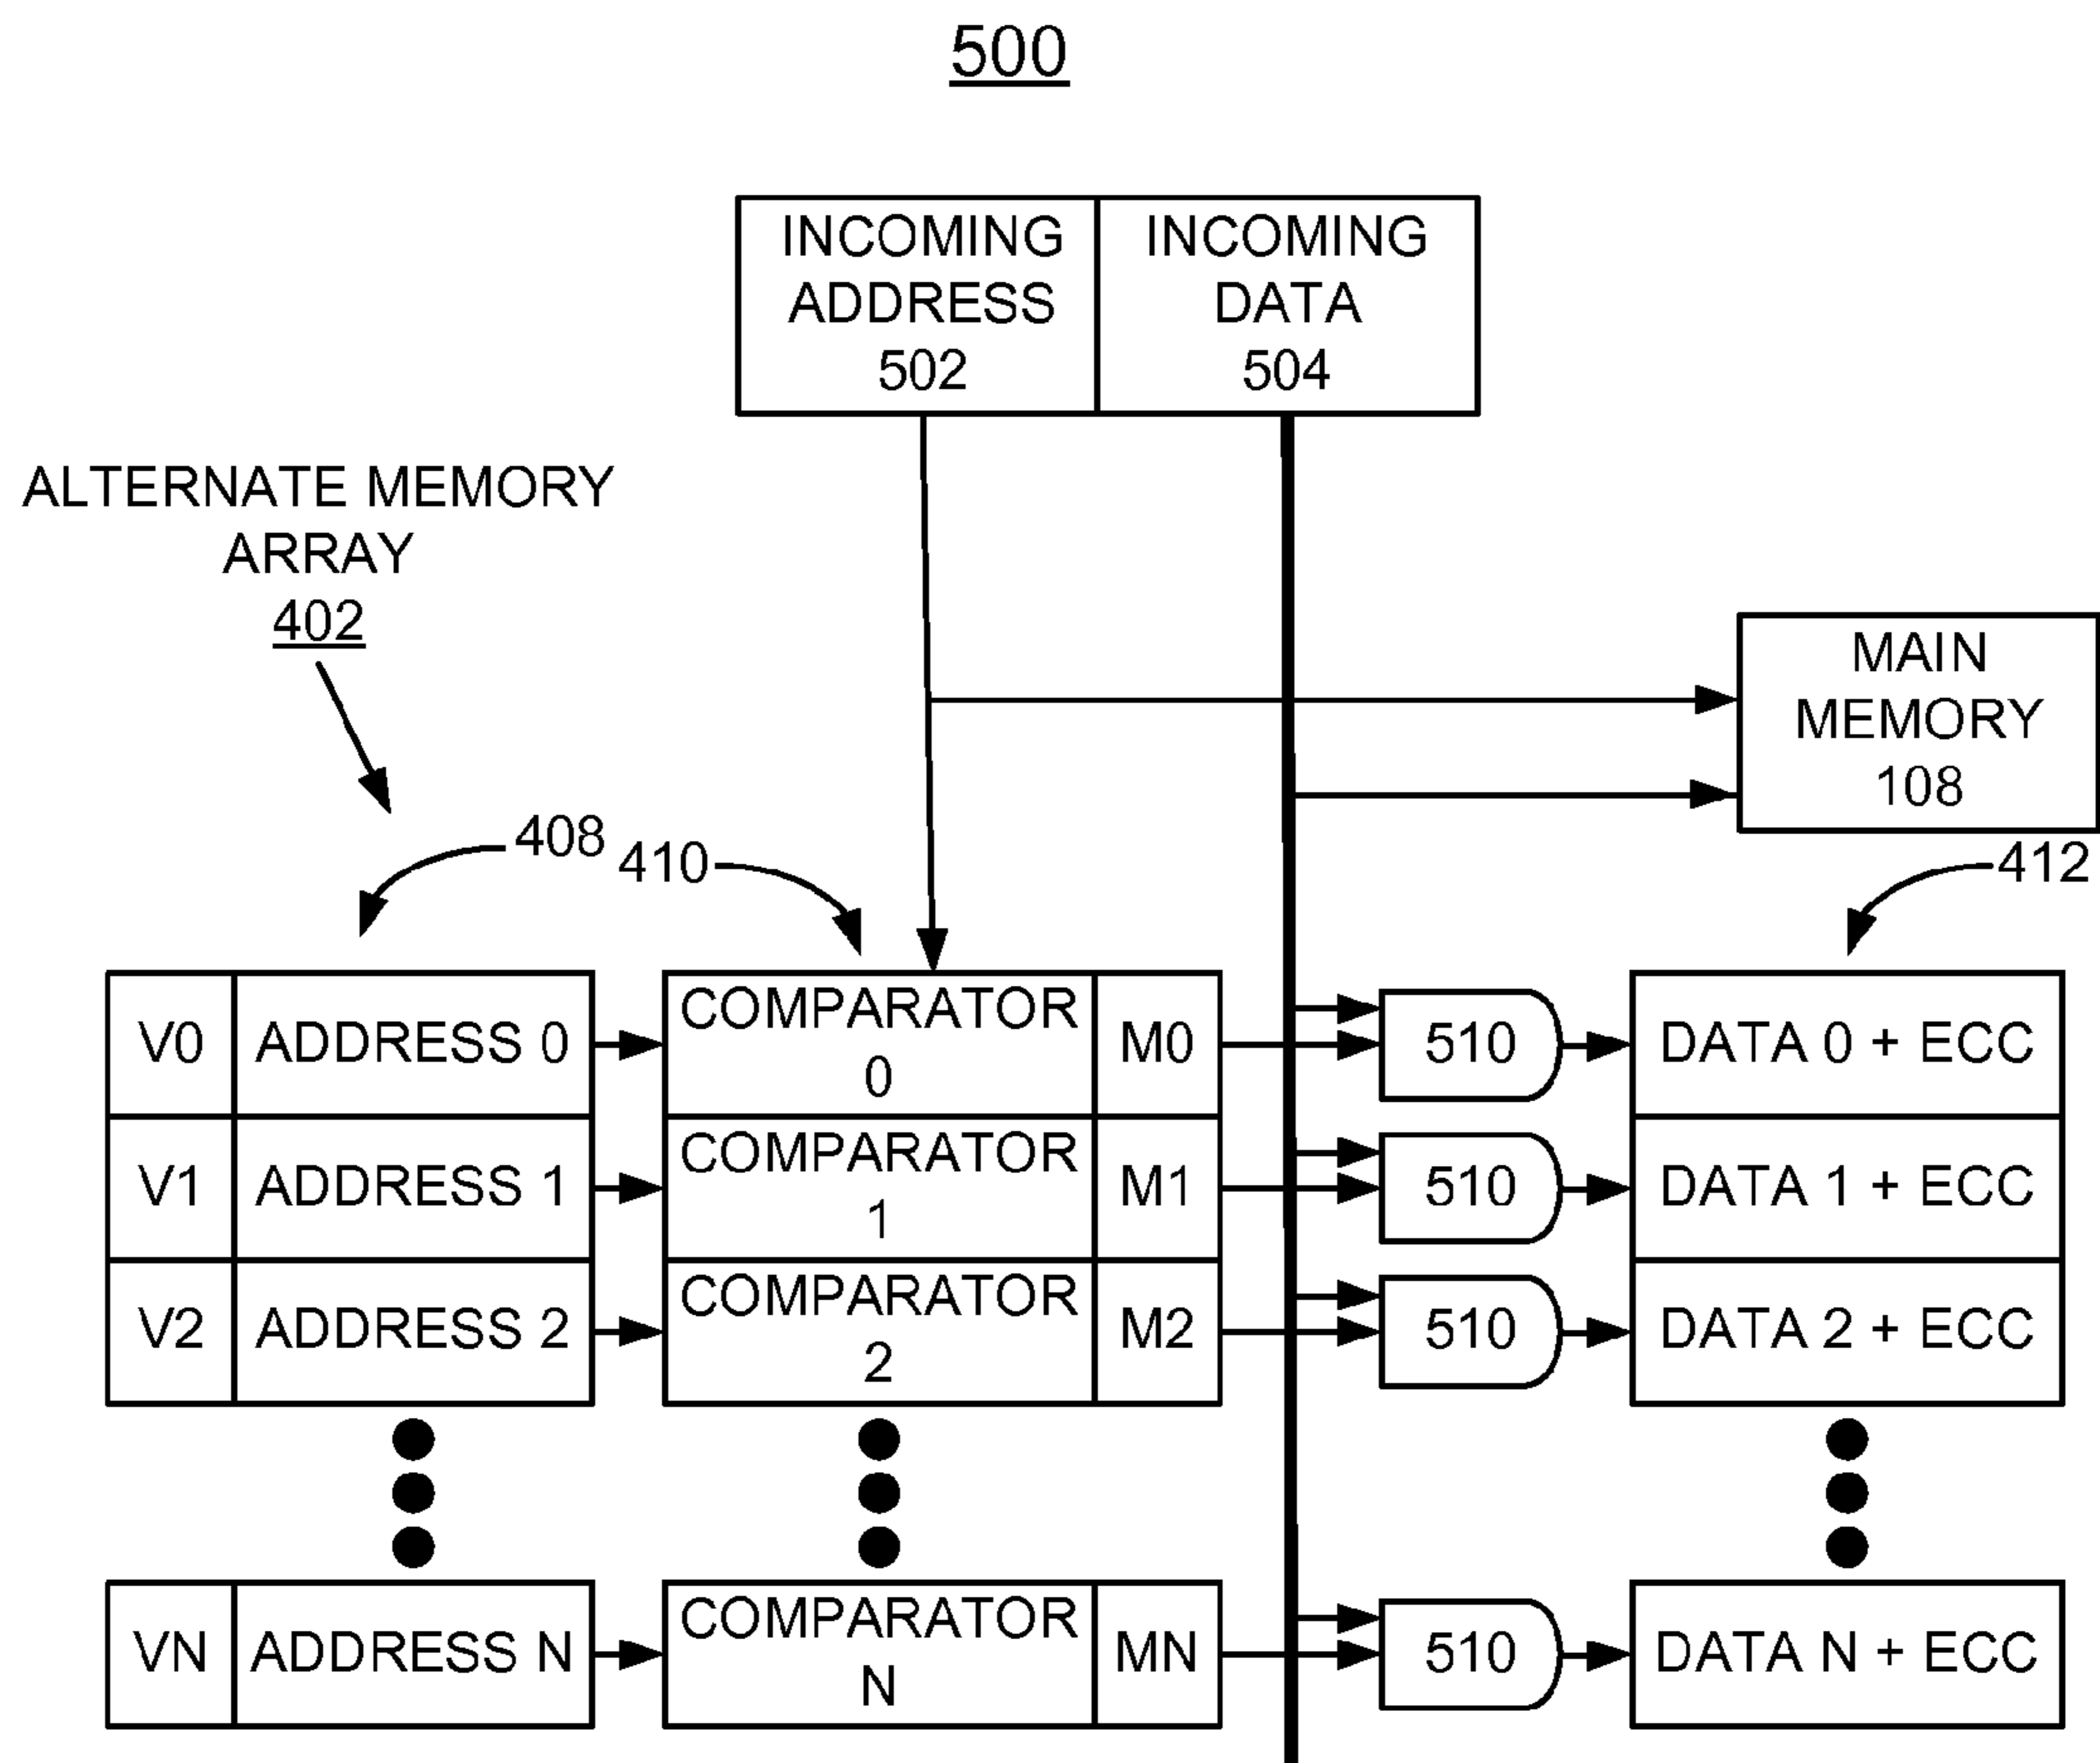 500
INCOMING
ADDRESS
502
INCOMING
DATA
504
ALTERNATE MEMORY
ARRAY
402
MAIN
MEMORY
108
408
410
412
V0
ADDRESS 0
COMPARATOR
0
M0
510
DATA 0 + ECC
V1
ADDRESS 1
COMPARATOR
1
M1
510
DATA 1 + ECC
V2
ADDRESS 2
COMPARATOR
2
M2
510
DATA 2 + ECC
VN
ADDRESS N
COMPARATOR
N
MN
510
DATA N + ECC